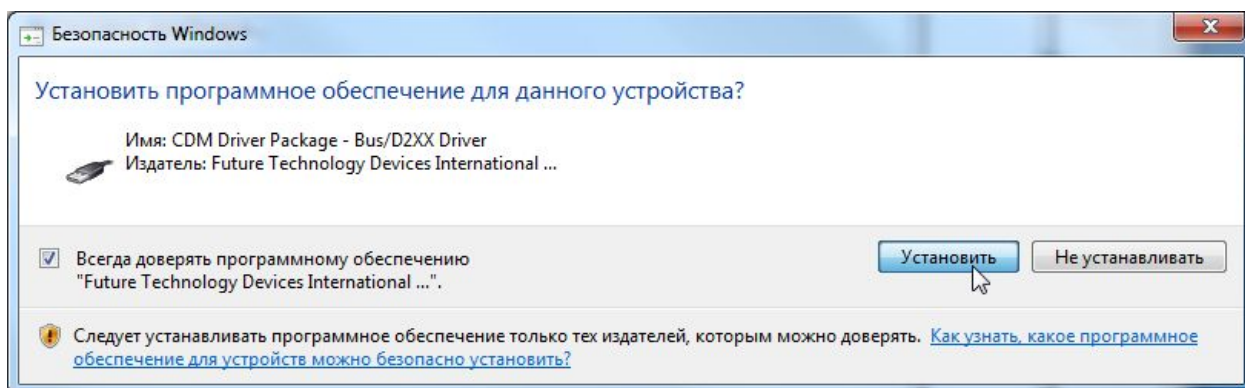 Безопасность Windows
Установить программное обеспечение для данного устройства?
Имя: CDM Driver Package - Bus/D2XX Driver
Издатель: Future Technology Devices International ...
Всегда доверять программному обеспечению
"Future Technology Devices International ...".
Установить
Не устанавливать
Следует устанавливать программное обеспечение только тех издателей, которым можно доверять. Как узнать, какое программное
обеспечение для устройств можно безопасно установить?